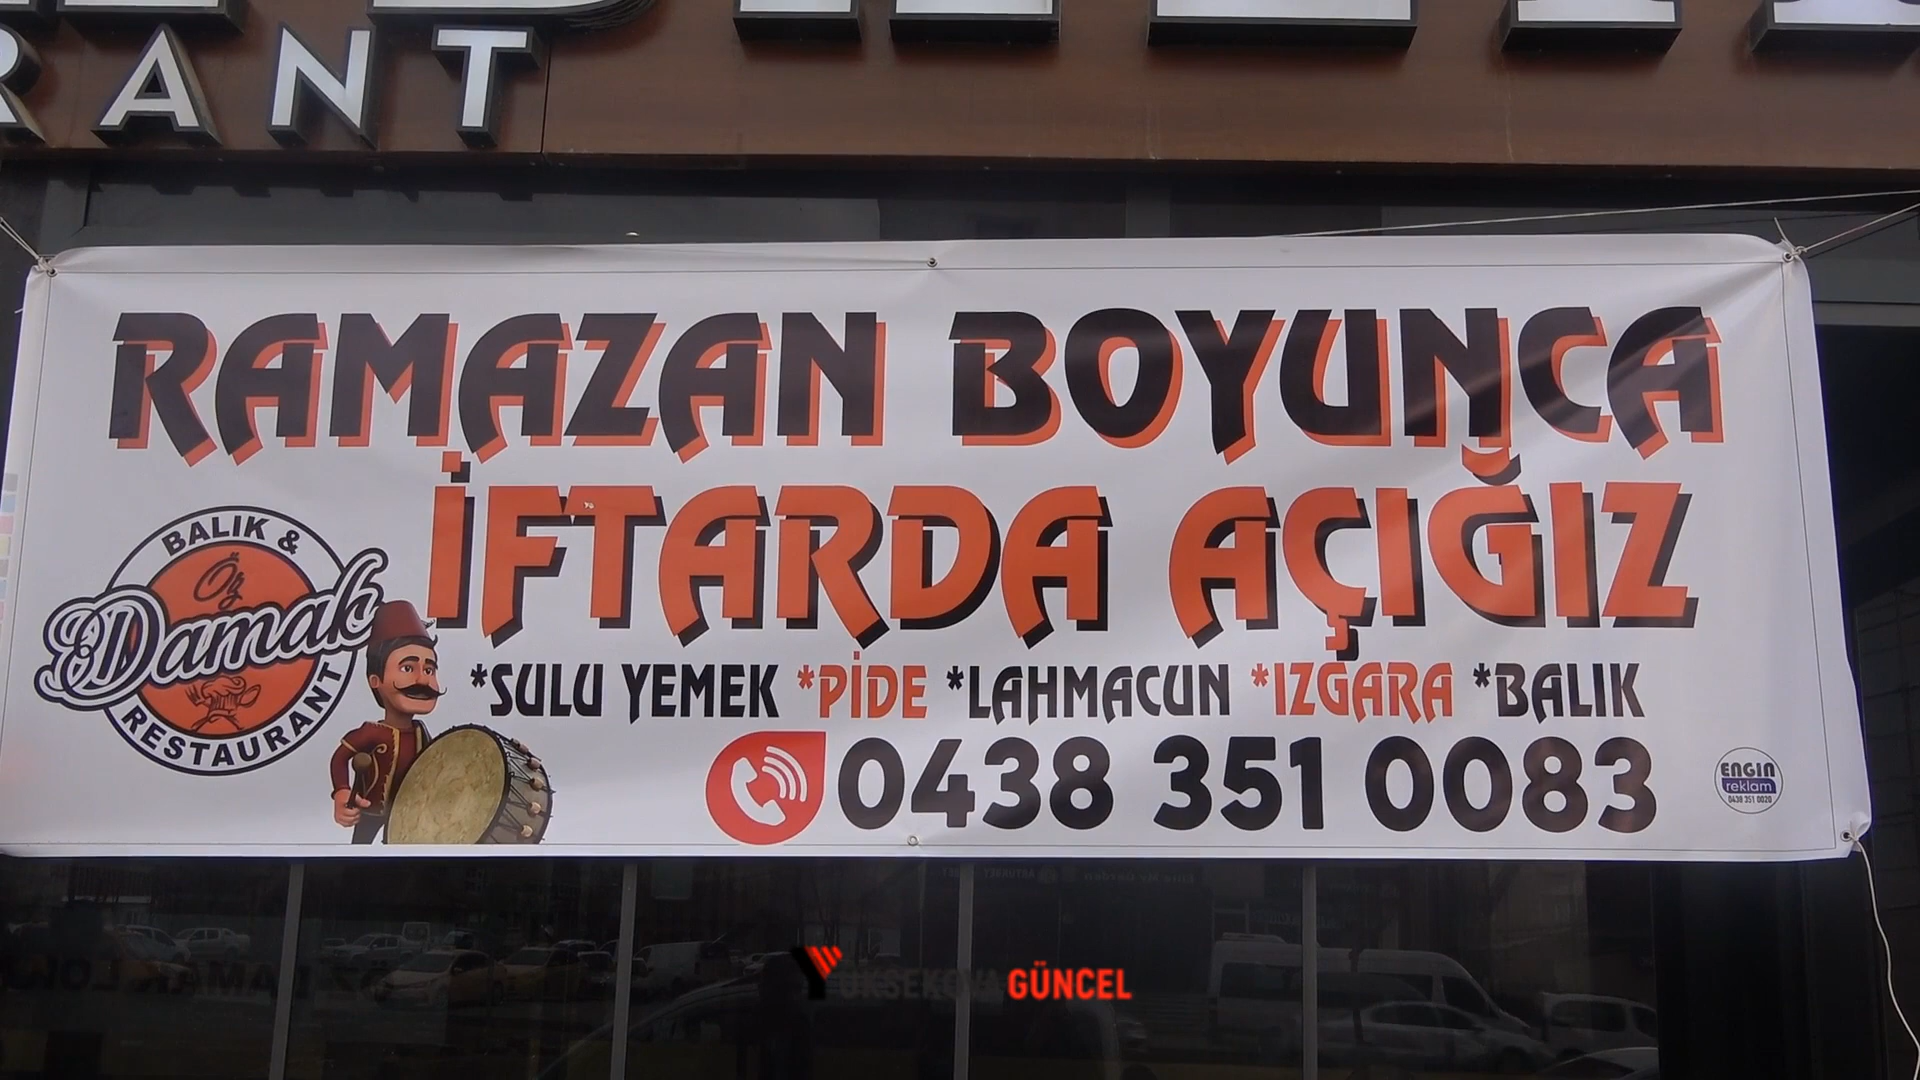 RANT
RAMAZAN BOYUNCA
İFTARDA AÇIĞIZ
BALIK &
Öz
Damak
RESTAURANT
*SULU YEMEK *PİDE *LAHMACUN *IZGARA *BALIK
0438 351 0083
ENGIN
reklam
0438 351 0020
YÜKSEKOVA GÜNCEL